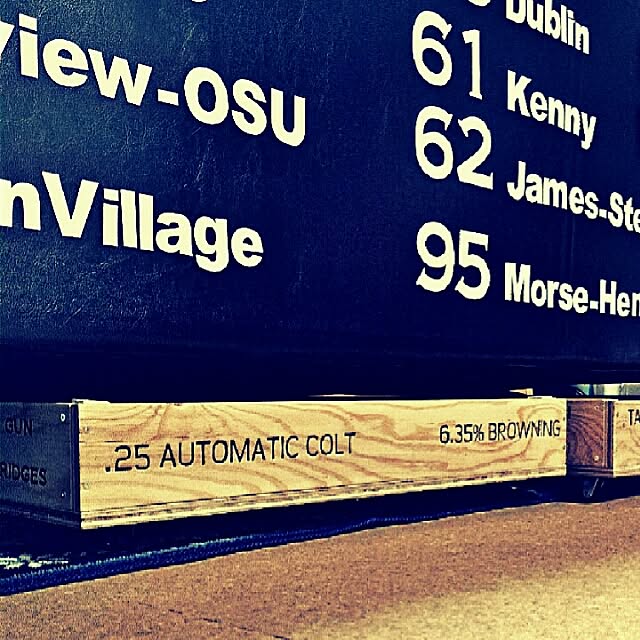 View-OSU
nVillage
Dublin
61 Kenny
62 James-Ste
95 Morse-Hen
GUN
RIDGES
.25 AUTOMATIC COLT
6.35% BROWNING
TA